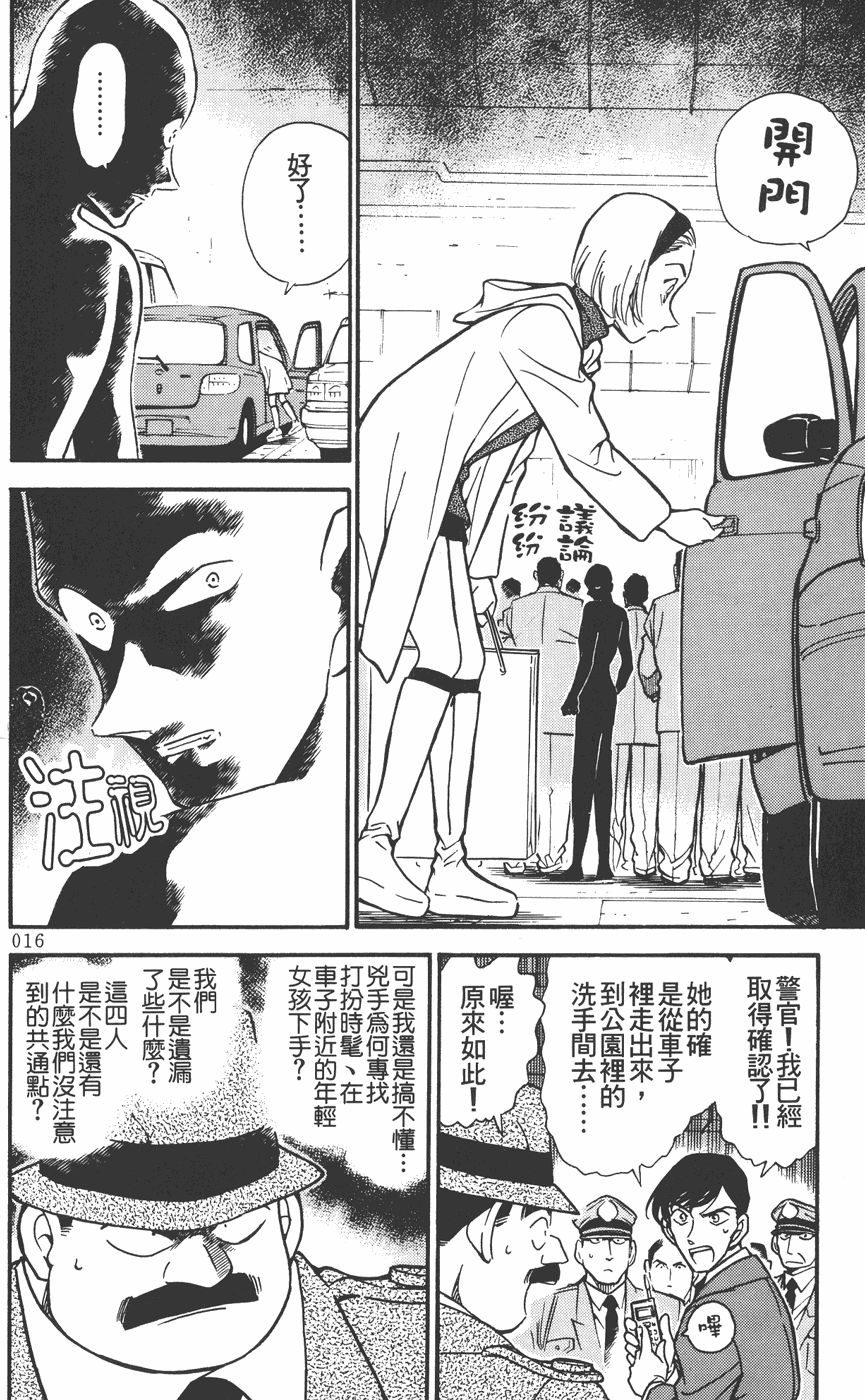 開門
議論
紛紛
好了……
………
注視
016
警官！我已經
取得確認了!!
她的確
是從車子
裡走出來，
到公園裡的
洗手間去……
嗶
喔…
原來如此！
可是我還是搞不懂…
兇手為何專找
打扮時髦、在
車子附近的年輕
女孩下手？
我們
是不是遺漏
了些什麼？
這四人
是不是還有
什麼我們沒注意
到的共通點？